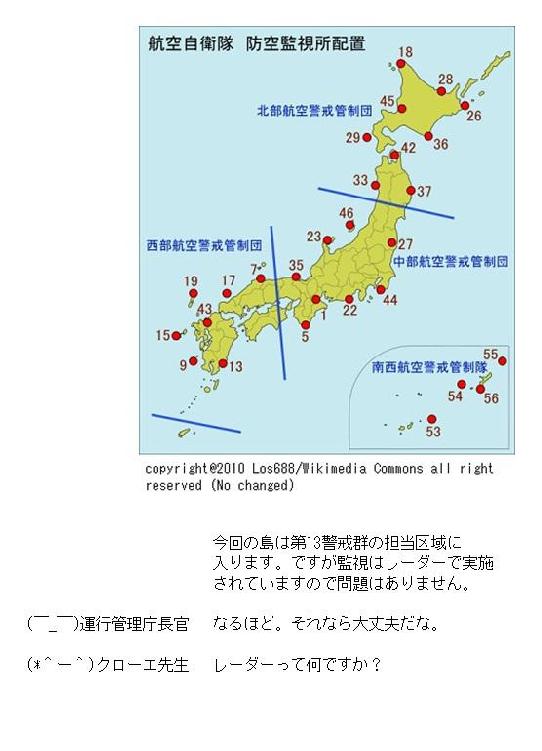 航空自衛隊 防空監視所配置
18
28
45
北部航空警戒管制団
26
29
36
42
33
37
46
23
西部航空警戒管制団
27
中部航空警戒管制団
7
35
19
17
44
1
22
43
5
15
9
13
55
南西航空警戒管制隊
54
56
53
copyright@2010 Los688/Wikimedia Commons all right
reserved (No changed)
今回の島は第13警戒群の担当区域に
入ります。ですが監視はレーダーで実施
されていますので問題はありません。
(￣_￣)運行管理庁長官 なるほど。それなら大丈夫だな。
(*＾ー＾)クローエ先生 レーダーって何ですか？